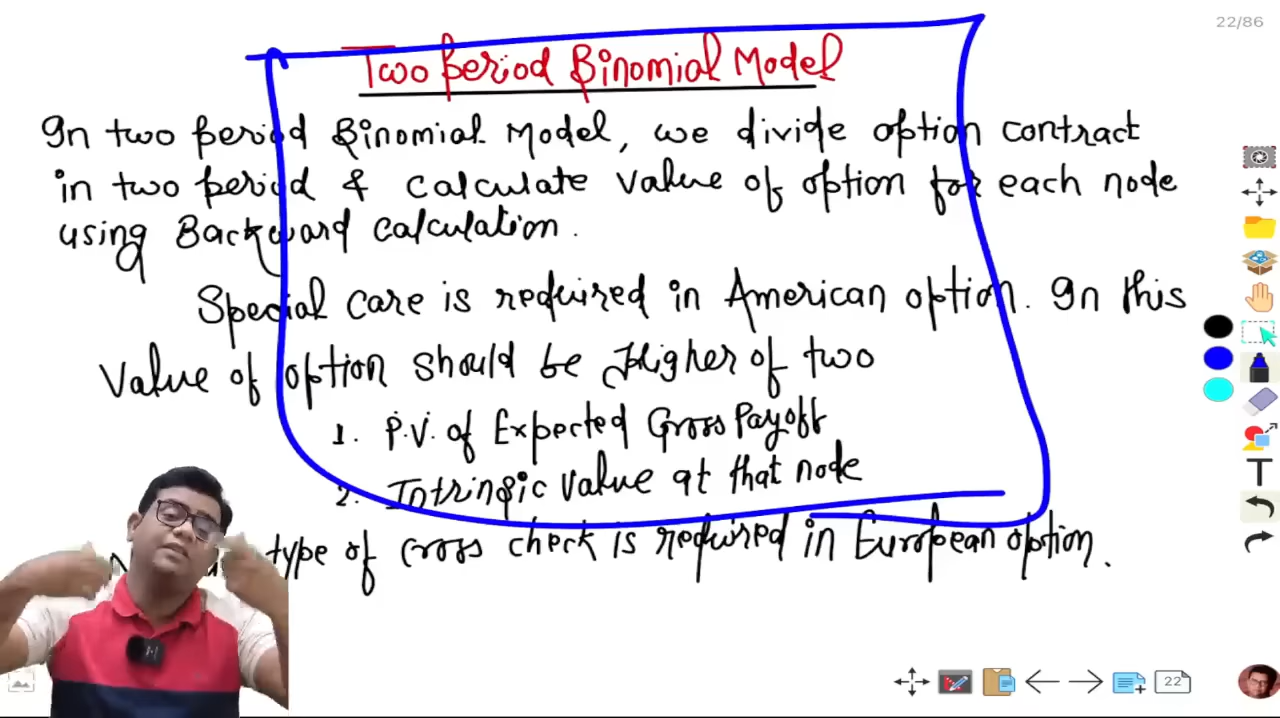 22/86
Two Period Binomial Model
In two period Binomial Model, we divide option contract
in two period & calculate value of option for each node
using Backward calculation.
Special care is required in American option. In this
Value of option should be Higher of two
1. P.V. of Expected Gross Payoff
2. Intrinsic Value at that node
type of cross check is required in European option.
T
22